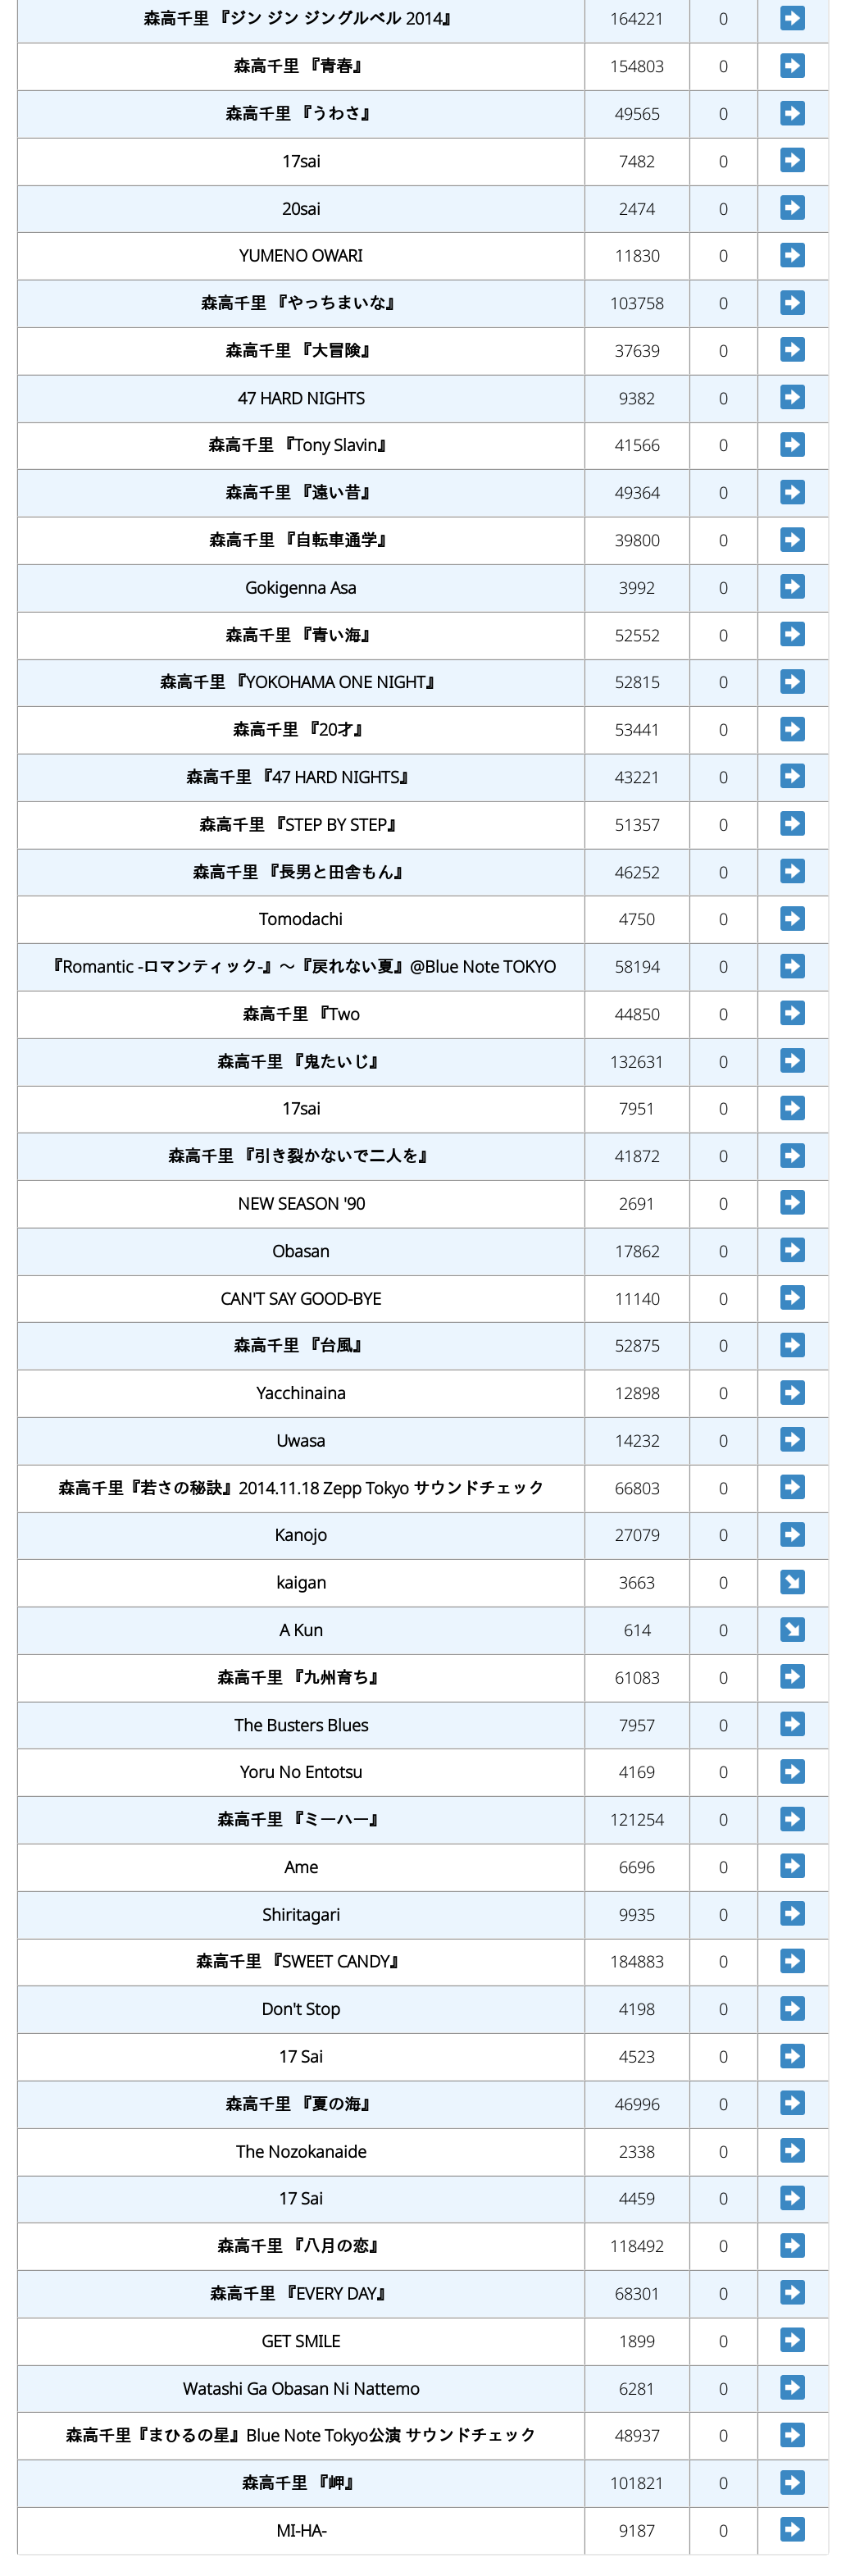 森高千里 『ジン ジン ジングルベル 2014』 164221 0
森高千里 『青春』 154803 0
森高千里 『うわさ』 49565 0
17sai 7482 0
20sai 2474 0
YUMENO OWARI 11830 0
森高千里 『やっちまいな』 103758 0
森高千里 『大冒険』 37639 0
47 HARD NIGHTS 9382 0
森高千里 『Tony Slavin』 41566 0
森高千里 『遠い昔』 49364 0
森高千里 『自転車通学』 39800 0
Gokigenna Asa 3992 0
森高千里 『青い海』 52552 0
森高千里 『YOKOHAMA ONE NIGHT』 52815 0
森高千里 『20才』 53441 0
森高千里 『47 HARD NIGHTS』 43221 0
森高千里 『STEP BY STEP』 51357 0
森高千里 『長男と田舎もん』 46252 0
Tomodachi 4750 0
『Romantic -ロマンティック-』～『戻れない夏』@Blue Note TOKYO 58194 0
森高千里 『Two 44850 0
森高千里 『鬼たいじ』 132631 0
17sai 7951 0
森高千里 『引き裂かないで二人を』 41872 0
NEW SEASON '90 2691 0
Obasan 17862 0
CAN'T SAY GOOD-BYE 11140 0
森高千里 『台風』 52875 0
Yacchinaina 12898 0
Uwasa 14232 0
森高千里『若さの秘訣』2014.11.18 Zepp Tokyo サウンドチェック 66803 0
Kanojo 27079 0
kaigan 3663 0
A Kun 614 0
森高千里 『九州育ち』 61083 0
The Busters Blues 7957 0
Yoru No Entotsu 4169 0
森高千里 『ミーハー』 121254 0
Ame 6696 0
Shiritagari 9935 0
森高千里 『SWEET CANDY』 184883 0
Don't Stop 4198 0
17 Sai 4523 0
森高千里 『夏の海』 46996 0
The Nozokanaide 2338 0
17 Sai 4459 0
森高千里 『八月の恋』 118492 0
森高千里 『EVERY DAY』 68301 0
GET SMILE 1899 0
Watashi Ga Obasan Ni Nattemo 6281 0
森高千里『まひるの星』Blue Note Tokyo公演 サウンドチェック 48937 0
森高千里 『岬』 101821 0
MI-HA- 9187 0